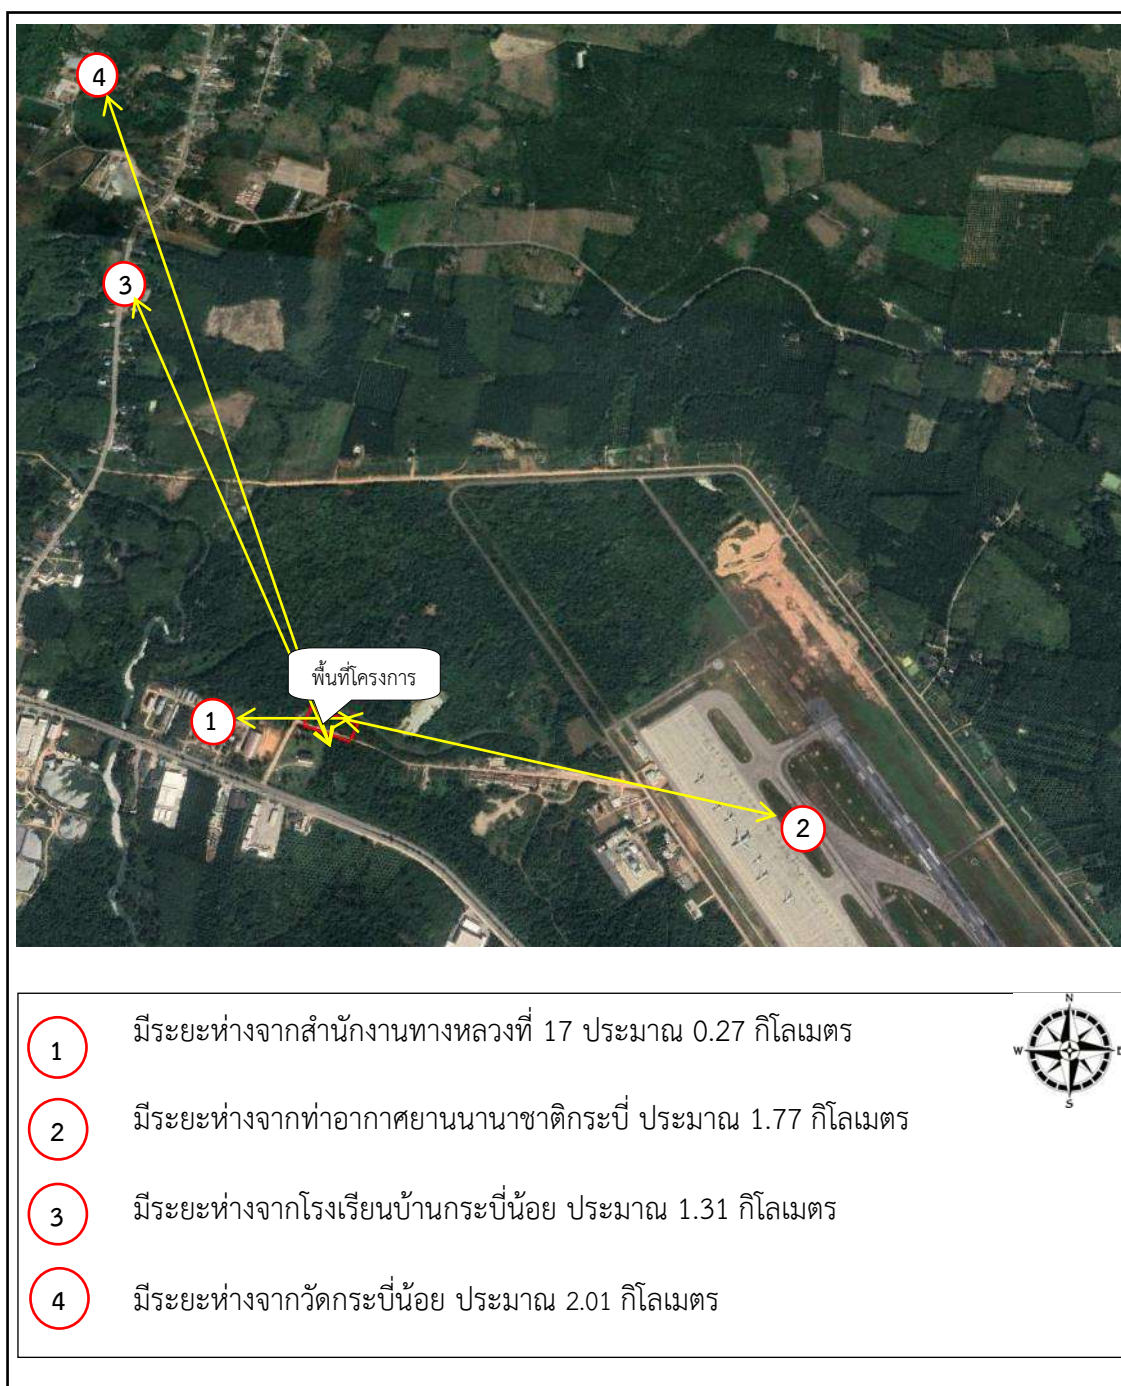 4
3
พื้นที่โครงการ
1
2
N
W E
S
1 มีระยะห่างจากสำนักงานทางหลวงที่ 17 ประมาณ 0.27 กิโลเมตร
2 มีระยะห่างจากท่าอากาศยานนานาชาติกระบี่ ประมาณ 1.77 กิโลเมตร
3 มีระยะห่างจากโรงเรียนบ้านกระบี่น้อย ประมาณ 1.31 กิโลเมตร
4 มีระยะห่างจากวัดกระบี่น้อย ประมาณ 2.01 กิโลเมตร